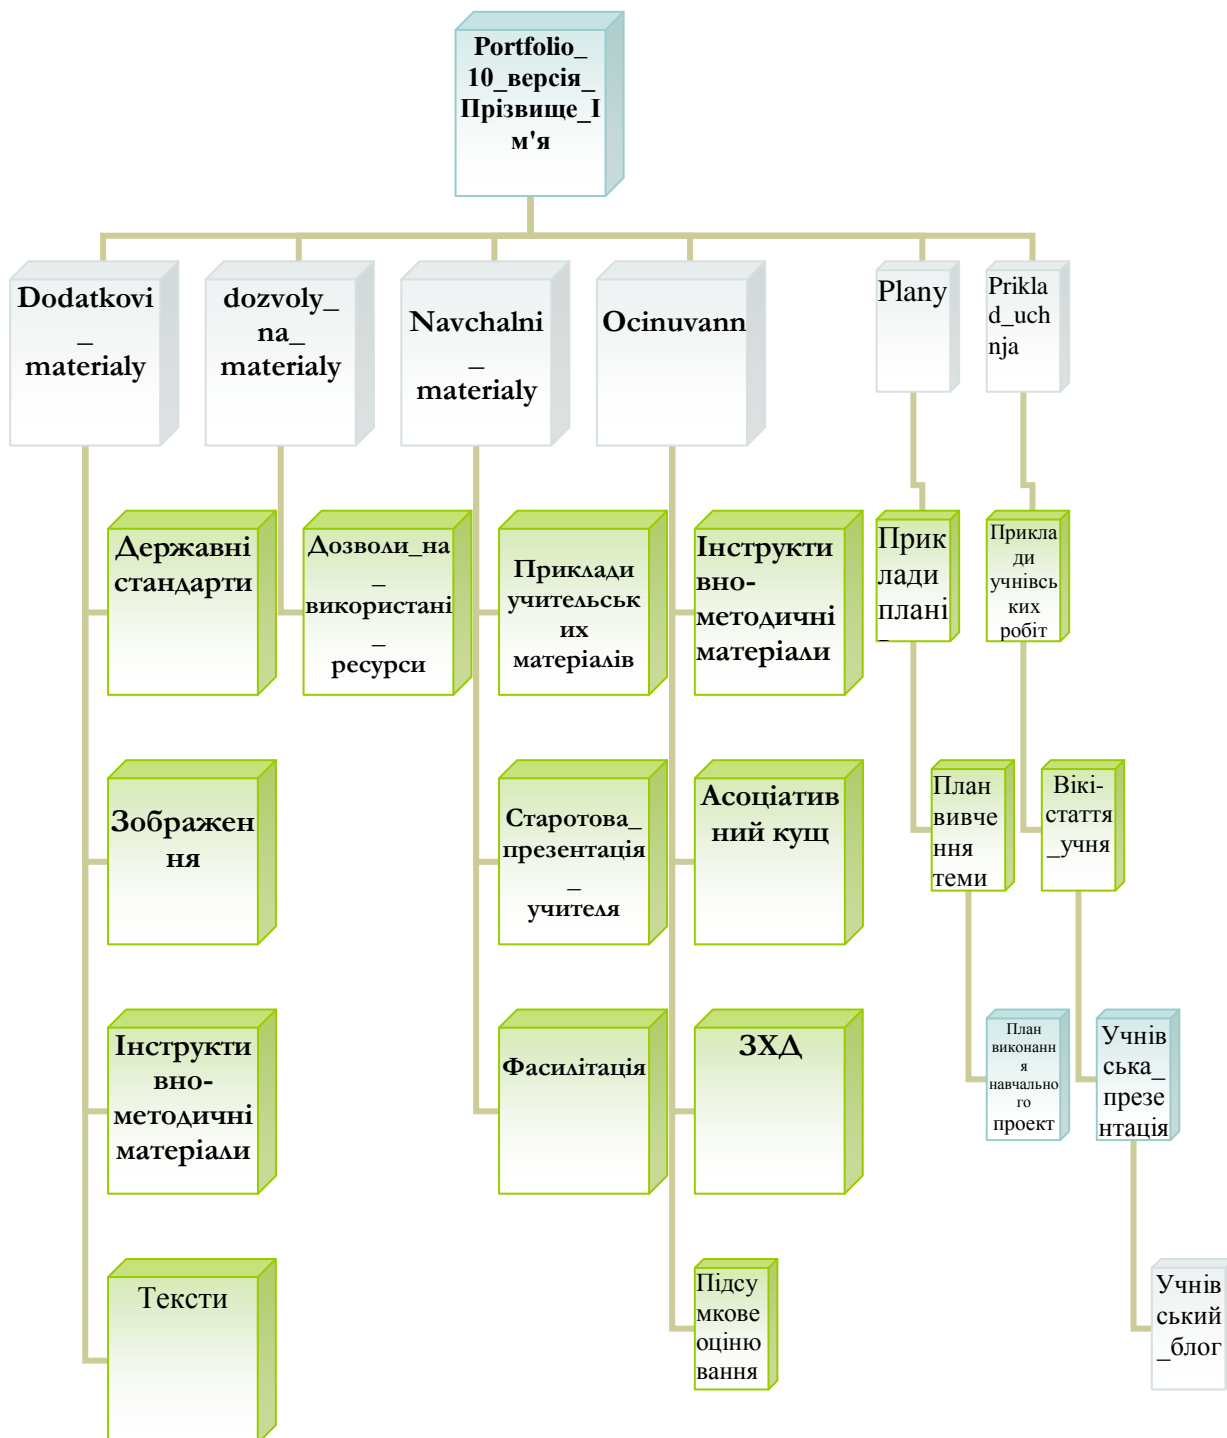 Portfolio_
10_версія_
Прізвище_І
м'я
Dodatkovi
_
materialy
dozvoly_
na_
materialy
Navchalni
_
materialy
Ocinuvann
Plany
Priklа
d_uch
nja
Державні
стандарти
Дозволи_на
_
використані
_
ресурси
Приклади
учительськ
их
матеріалів
Інструкти
вно-
методичні
матеріали
Прик
лади
плані
Прикла
ди
учнівсь
ких
робіт
Зображен
ня
Старотова_
презентація
_
учителя
Асоціатив
ний кущ
План
вивче
ння
теми
Вікі-
стаття
_учня
Інструкти
вно-
методичні
матеріали
Фасилітація
ЗХД
План
виконанн
я
навчально
го
проект
Учнів
ська_
презе
нтація
Тексти
Підсу
мкове
оціню
вання
Учнів
ський
_блог